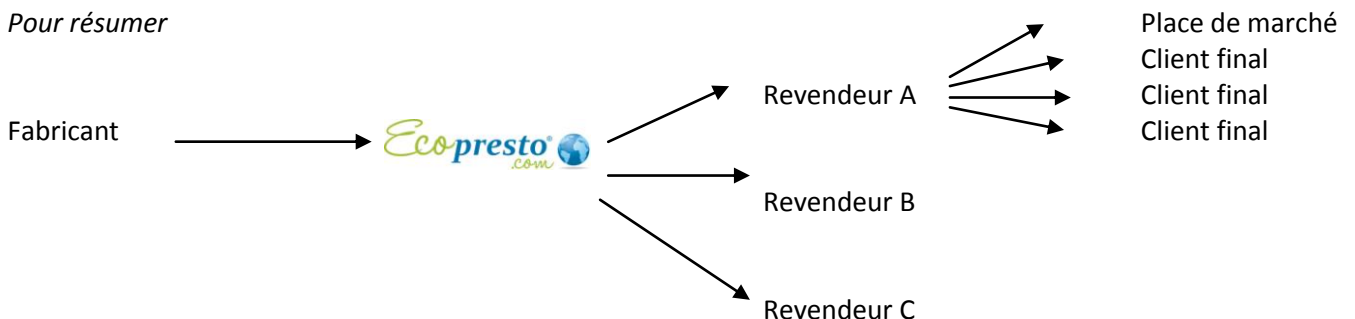 Pour résumer
Fabricant
Ecopresto®
.com
Revendeur A
Revendeur B
Revendeur C
Place de marché
Client final
Client final
Client final